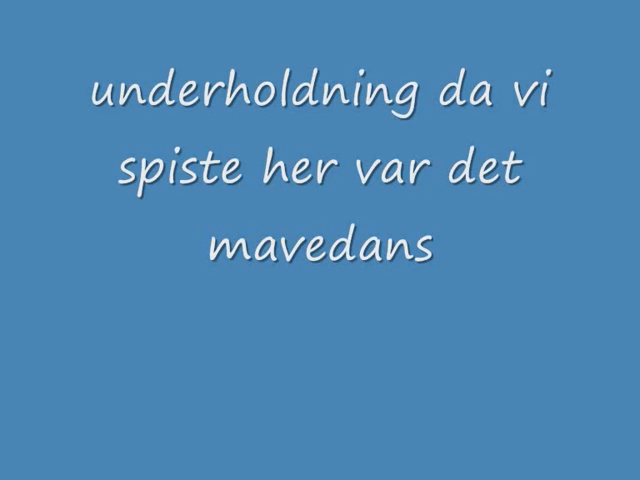 underholdning da vi
spiste her var det
mavedans